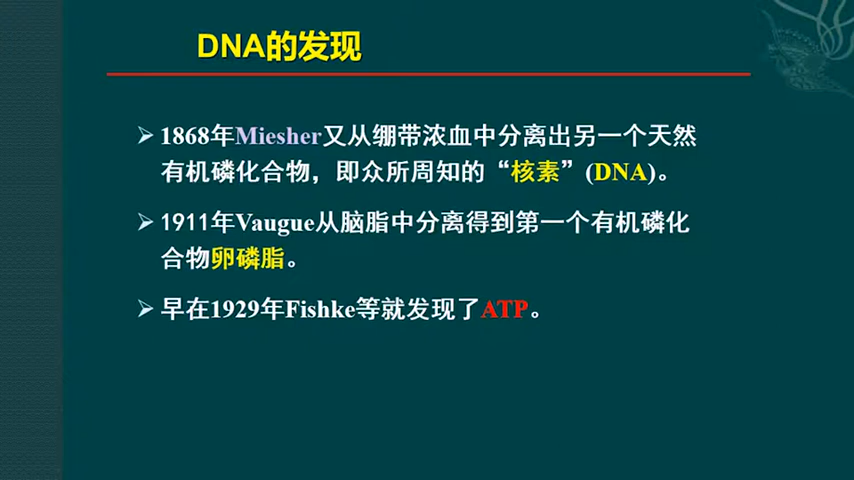 DNA的发现
➢ 1868年Miesher又从绷带浓血中分离出另一个天然
有机磷化合物，即众所周知的“核素”(DNA)。
➢ 1911年Vaugue从脑脂中分离得到第一个有机磷化
合物卵磷脂。
➢ 早在1929年Fishke等就发现了ATP。